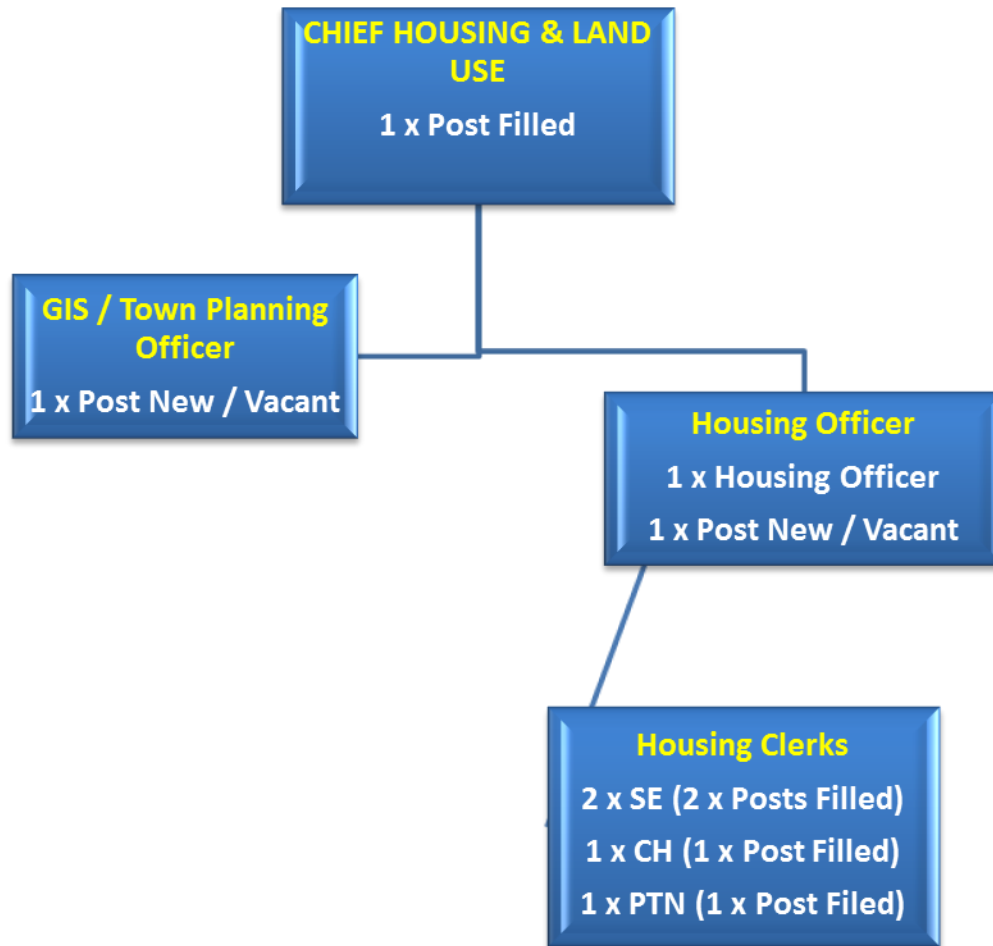 CHIEF HOUSING & LAND
USE
1 x Post Filled
GIS / Town Planning
Officer
1 x Post New / Vacant
Housing Officer
1 x Housing Officer
1 x Post New / Vacant
Housing Clerks
2 x SE (2 x Posts Filled)
1 x CH (1 x Post Filled)
1 x PTN (1 x Post Filed)